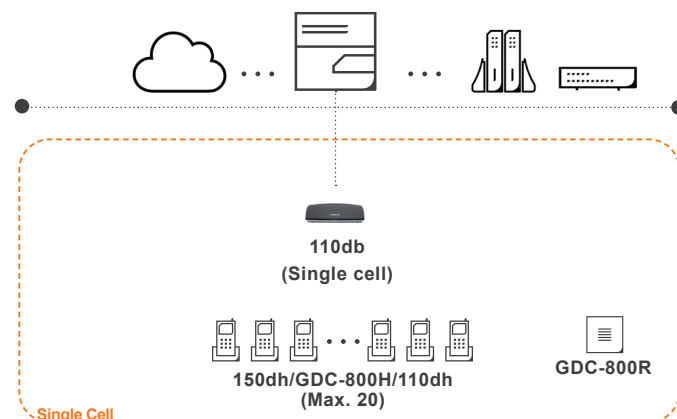 110db
(Single cell)
150dh/GDC-800H/110dh
(Max. 20)
GDC-800R
Single Cell